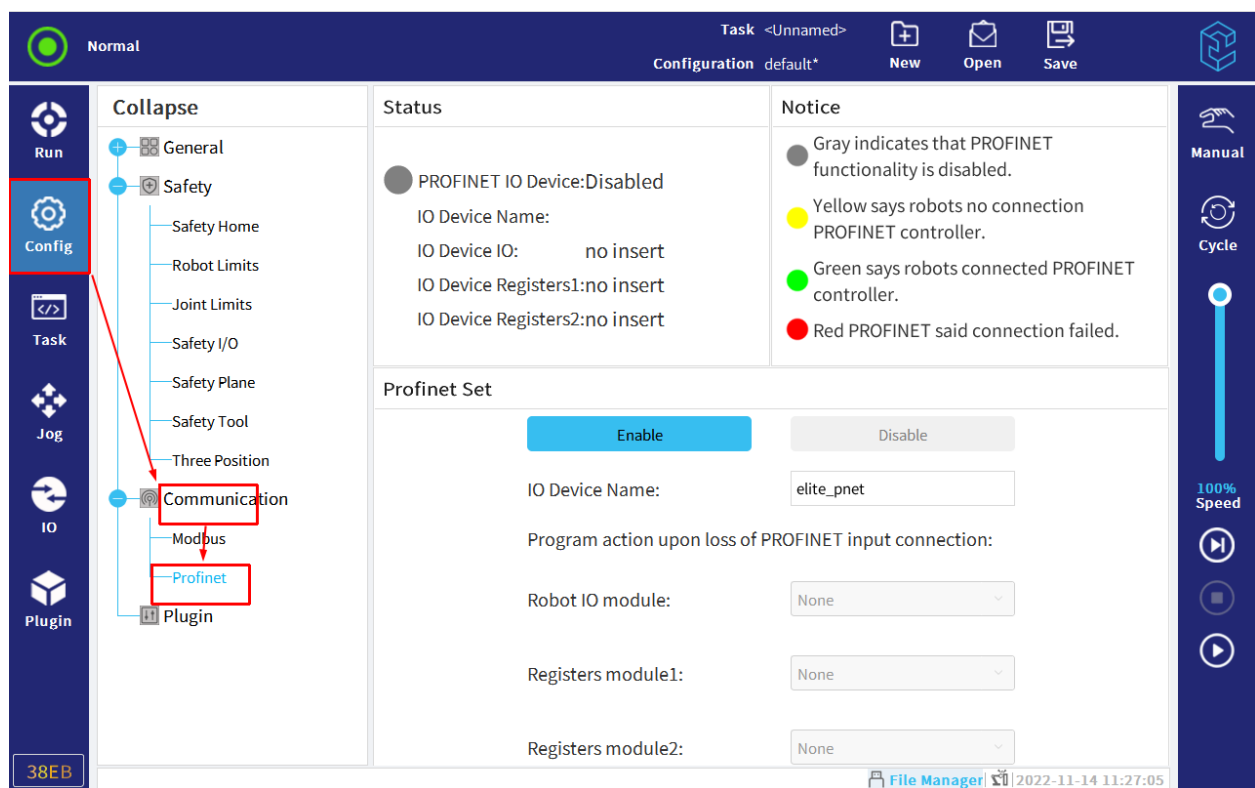 Normal
Task <Unnamed>
Configuration default*
New
Open
Save
Run
Config
Task
Jog
IO
Plugin
38EB
Collapse
General
Safety
Safety Home
Robot Limits
Joint Limits
Safety I/O
Safety Plane
Safety Tool
Three Position
Communication
Modbus
Profinet
Plugin
Status
PROFINET IO Device:Disabled
IO Device Name:
IO Device IO: no insert
IO Device Registers1:no insert
IO Device Registers2:no insert
Notice
Gray indicates that PROFINET
functionality is disabled.
Yellow says robots no connection
PROFINET controller.
Green says robots connected PROFINET
controller.
Red PROFINET said connection failed.
Profinet Set
Enable Disable
IO Device Name: elite_pnet
Program action upon loss of PROFINET input connection:
Robot IO module: None
Registers module1: None
Registers module2: None
File Manager 2022-11-14 11:27:05
Manual
Cycle
100%
Speed